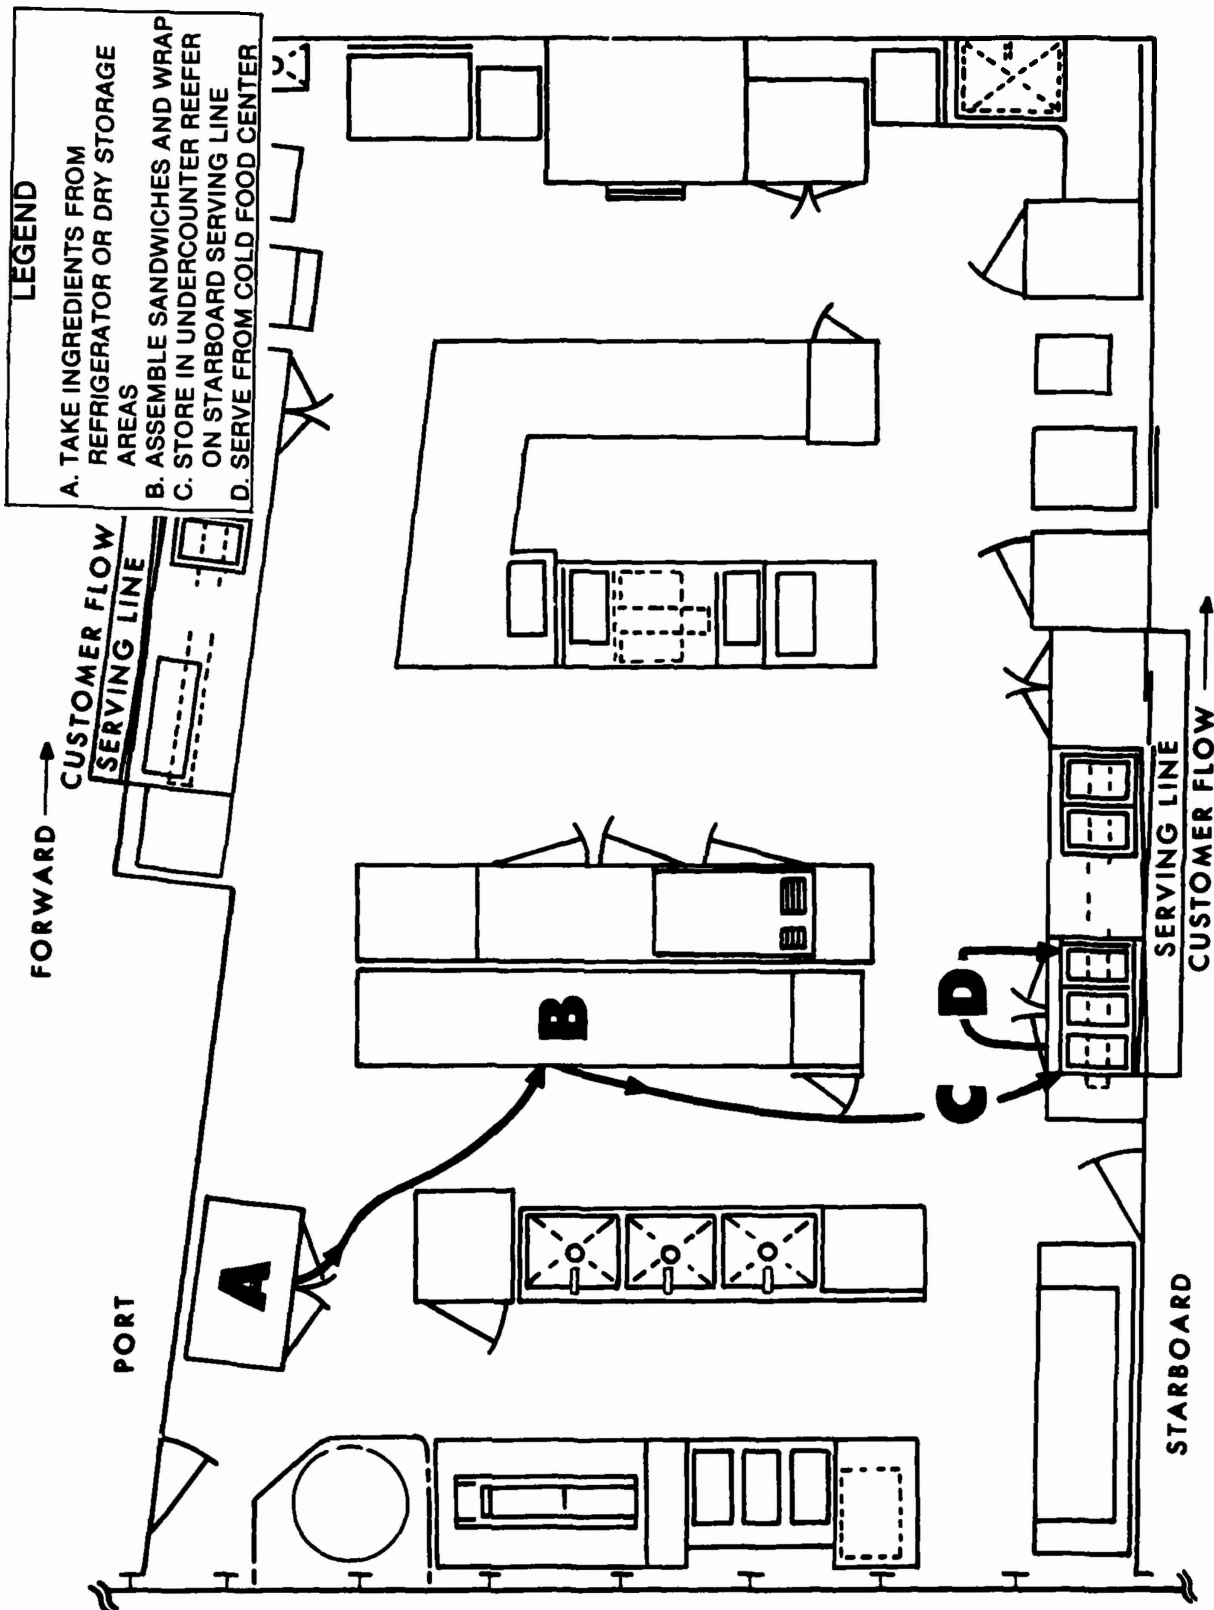 LEGEND
A. TAKE INGREDIENTS FROM
REFRIGERATOR OR DRY STORAGE
AREAS
B. ASSEMBLE SANDWICHES AND WRAP
C. STORE IN UNDERCOUNTER REEFER
ON STARBOARD SERVING LINE
D. SERVE FROM COLD FOOD CENTER
FORWARD
CUSTOMER FLOW
SERVING LINE
PORT
A
B
C
D
SERVING LINE
CUSTOMER FLOW
STARBOARD